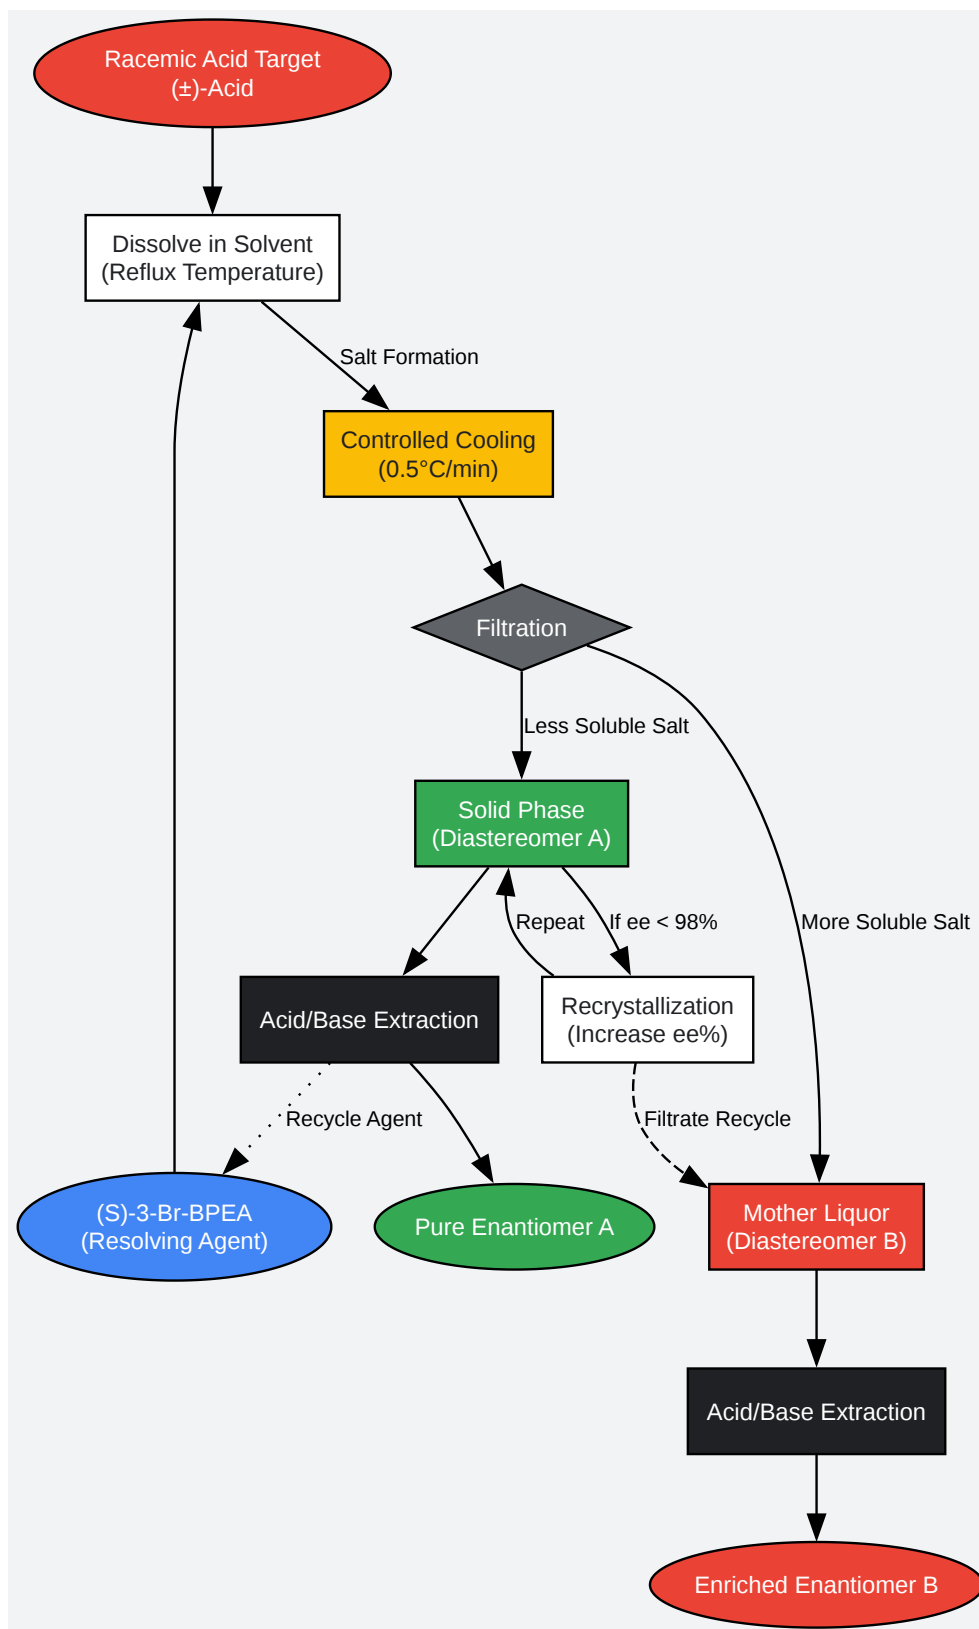 Racemic Acid Target
(±)-Acid
Dissolve in Solvent
(Reflux Temperature)
Salt Formation
Controlled Cooling
(0.5°C/min)
Filtration
Less Soluble Salt
Solid Phase
(Diastereomer A)
Repeat
If ee < 98%
More Soluble Salt
Acid/Base Extraction
Recrystallization
(Increase ee%)
Recycle Agent
Filtrate Recycle
(S)-3-Br-BPEA
(Resolving Agent)
Pure Enantiomer A
Mother Liquor
(Diastereomer B)
Acid/Base Extraction
Enriched Enantiomer B